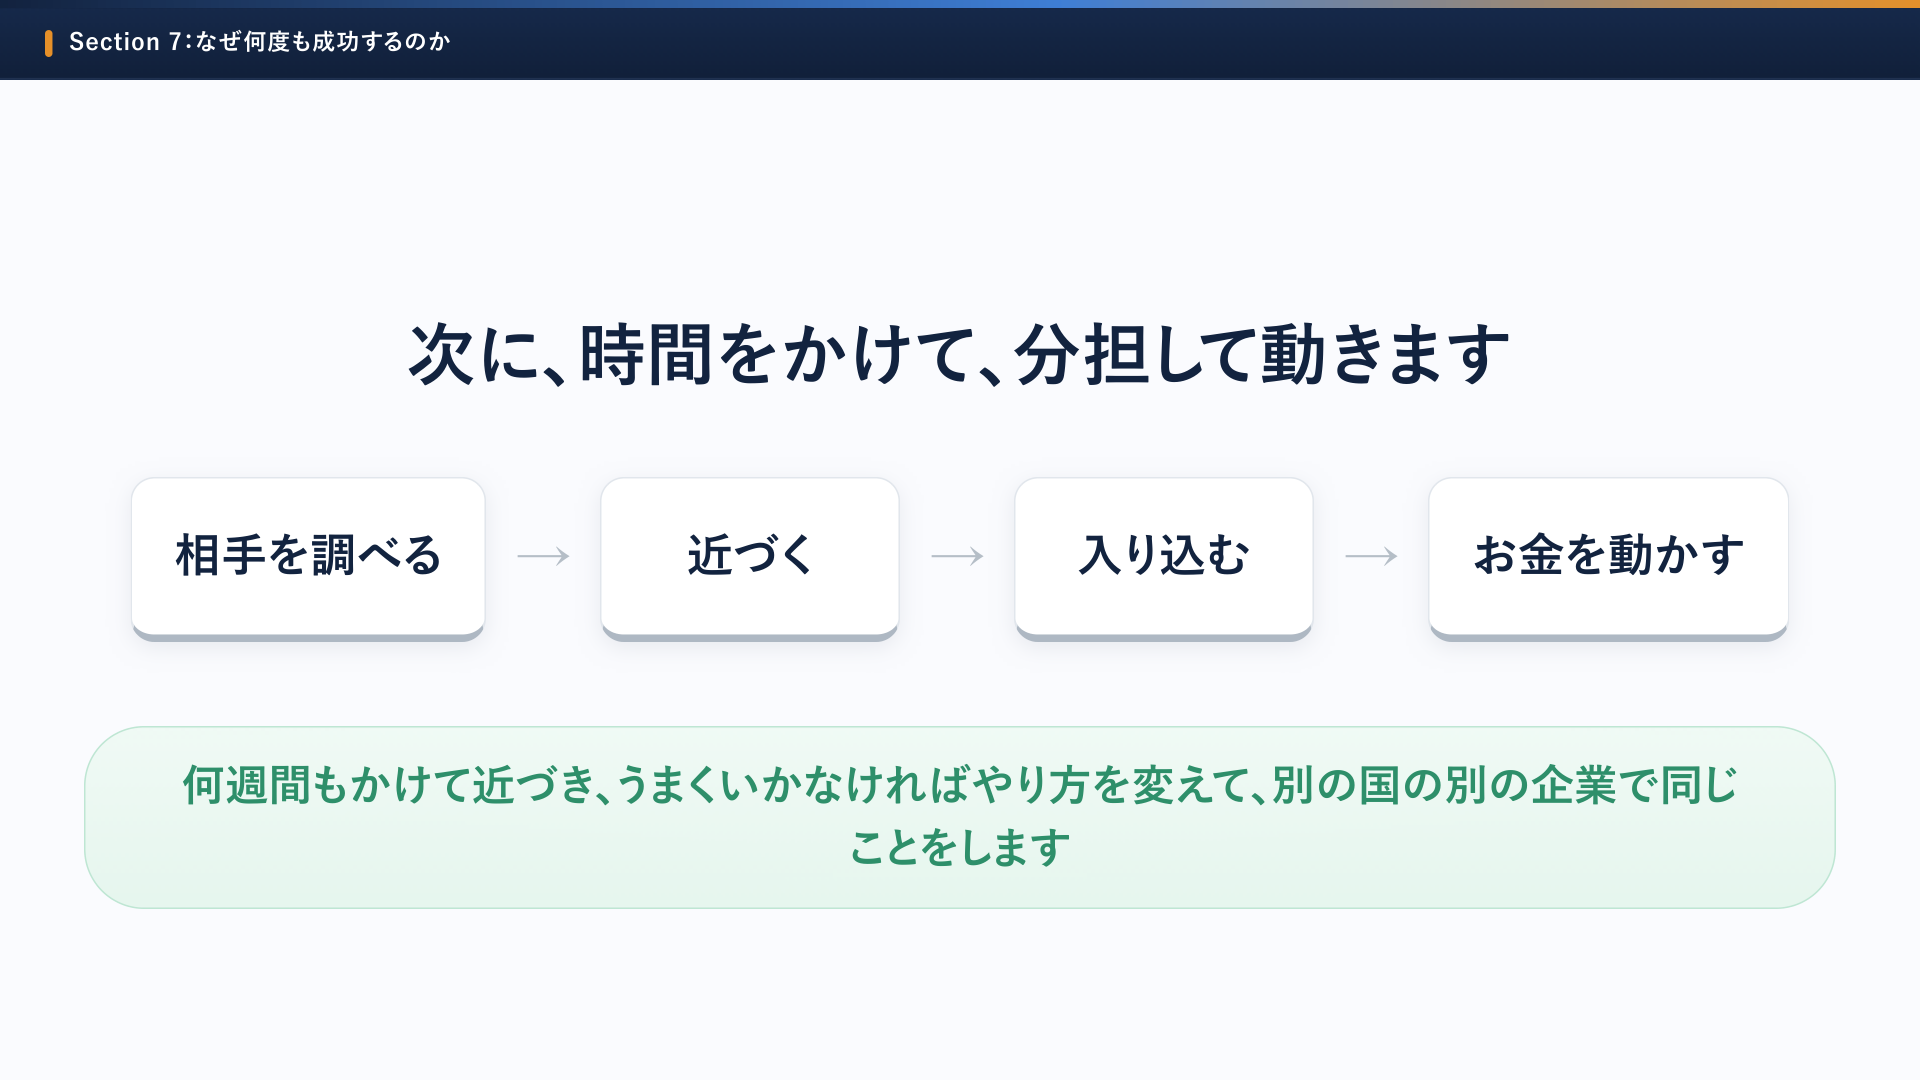 Section 7：なぜ何度も成功するのか
次に、時間をかけて、分担して動きます
相手を調べる → 近づく → 入り込む → お金を動かす
何週間もかけて近づき、うまくいかなければやり方を変えて、別の国の別の企業で同じ
ことをします